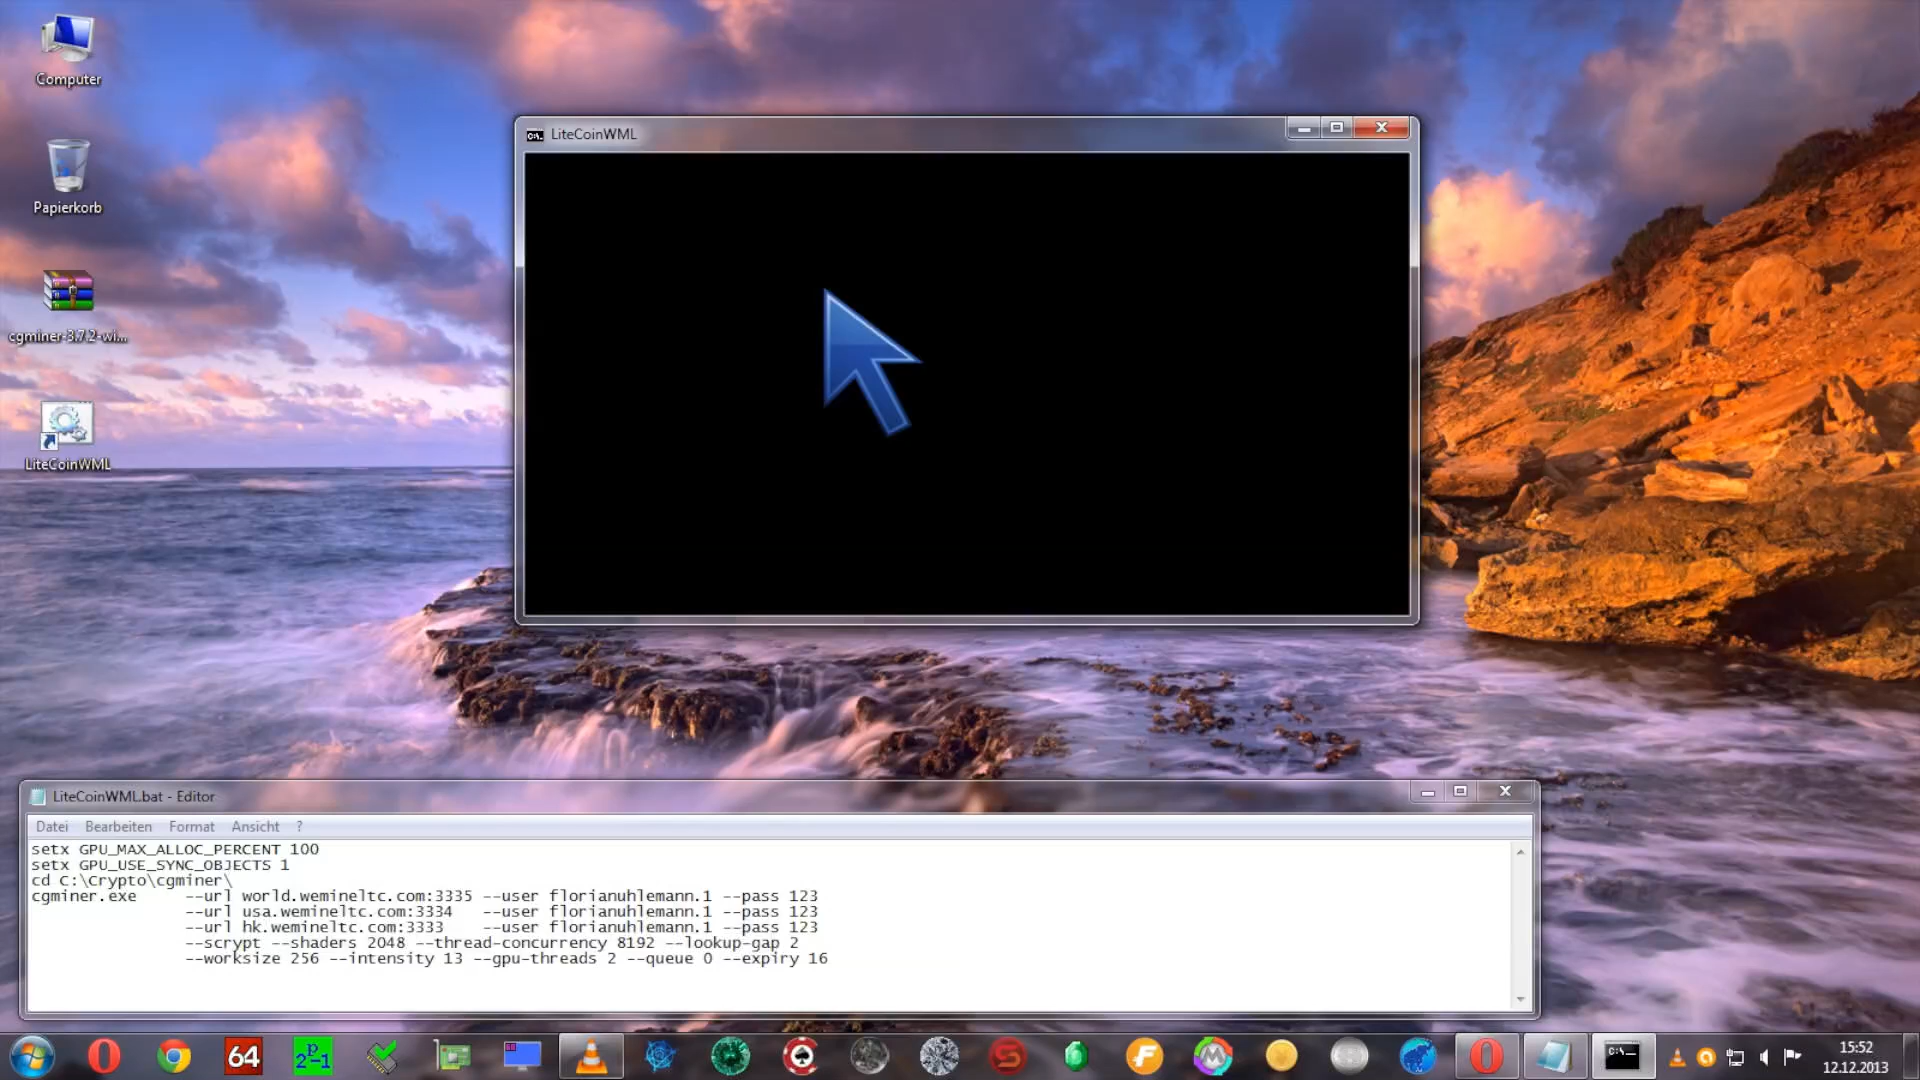 Computer
Papierkorb
cgminer-3.7.2-wi...
LiteCoinWML
C:\.
LiteCoinWML
LiteCoinWML.bat - Editor
Datei Bearbeiten Format Ansicht ?
setx GPU_MAX_ALLOC_PERCENT 100
setx GPU_USE_SYNC_OBJECTS 1
cd C:\Crypto\cgminer\
cgminer.exe --url world.wemineltc.com:3335 --user florianuhlemann.1 --pass 123
--url usa.wemineltc.com:3334 --user florianuhlemann.1 --pass 123
--url hk.wemineltc.com:3333 --user florianuhlemann.1 --pass 123
--scrypt --shaders 2048 --thread-concurrency 8192 --lookup-gap 2
--worksize 256 --intensity 13 --gpu-threads 2 --queue 0 --expiry 16
64
2^P-1
C:\.
15:52
12.12.2013